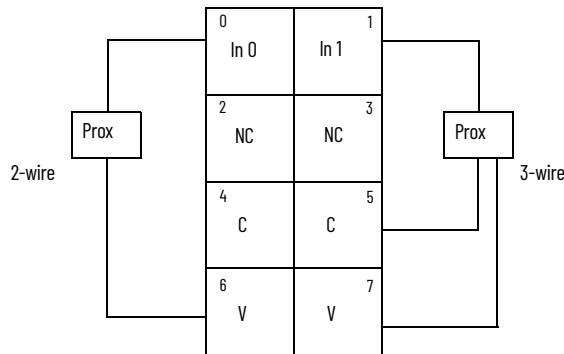 0 1
In 0 In 1
2 3
Prox NC NC Prox
2-wire 3-wire
4 5
C C
6 7
V V